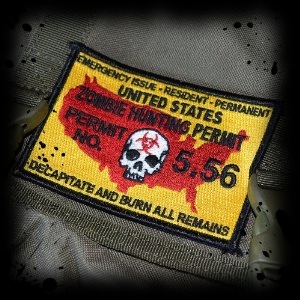 EMERGENCY ISSUE - RESIDENT - PERMANENT
UNITED STATES
ZOMBIE HUNTING PERMIT
PERMIT
NO. 5.56
DECAPITATE AND BURN ALL REMAINS